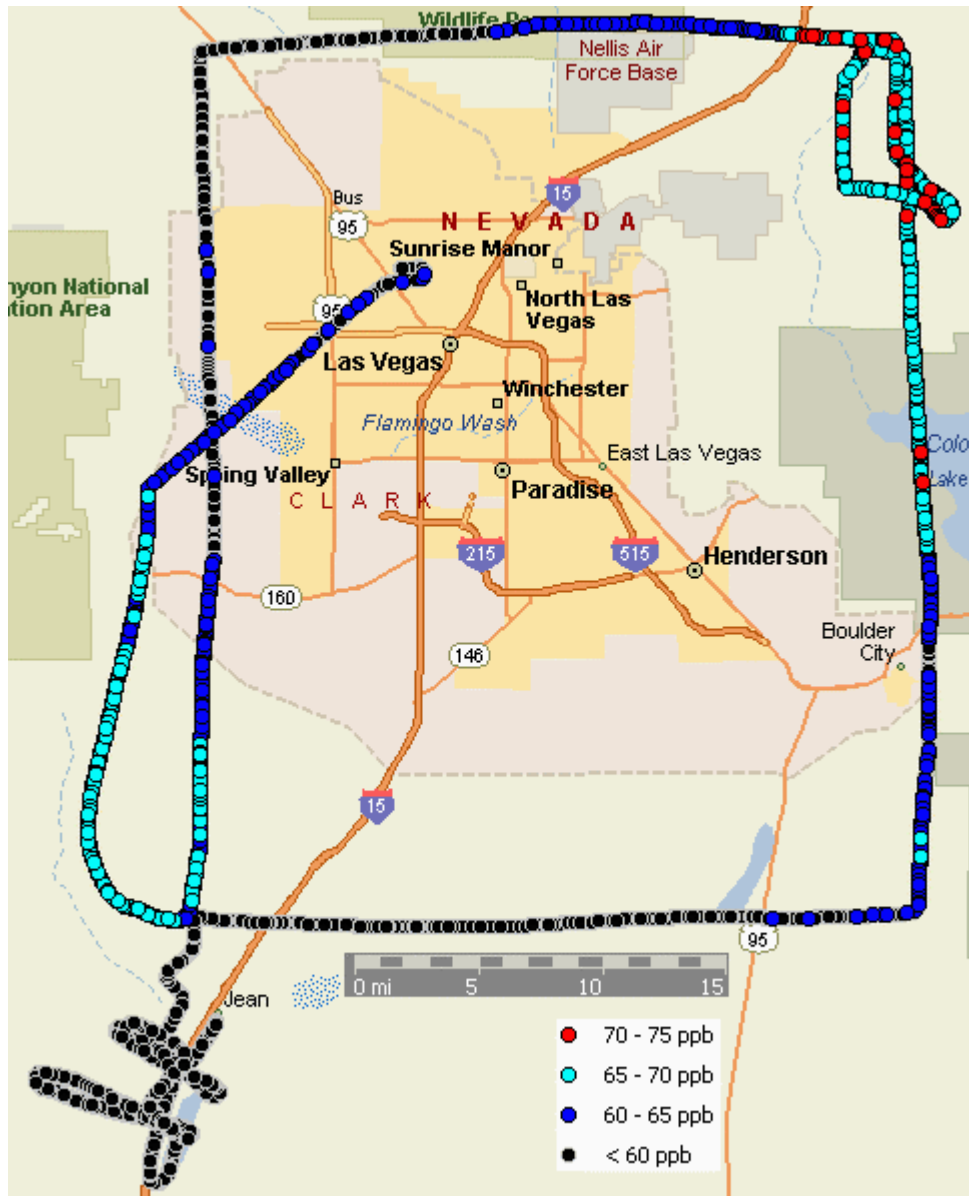 Wildlife
Nellis Air
Force Base
Bus
95
15
N E V A D A
Sunrise Manor
nyon National
tion Area
95
North Las
Vegas
Las Vegas
Winchester
Flamingo Wash
Colo
Lake
East Las Vegas
Spring Valley
Paradise
C L A R K
215
515
Henderson
160
Boulder
City
146
15
95
0 mi 5 10 15
Jean
70 - 75 ppb
65 - 70 ppb
60 - 65 ppb
< 60 ppb